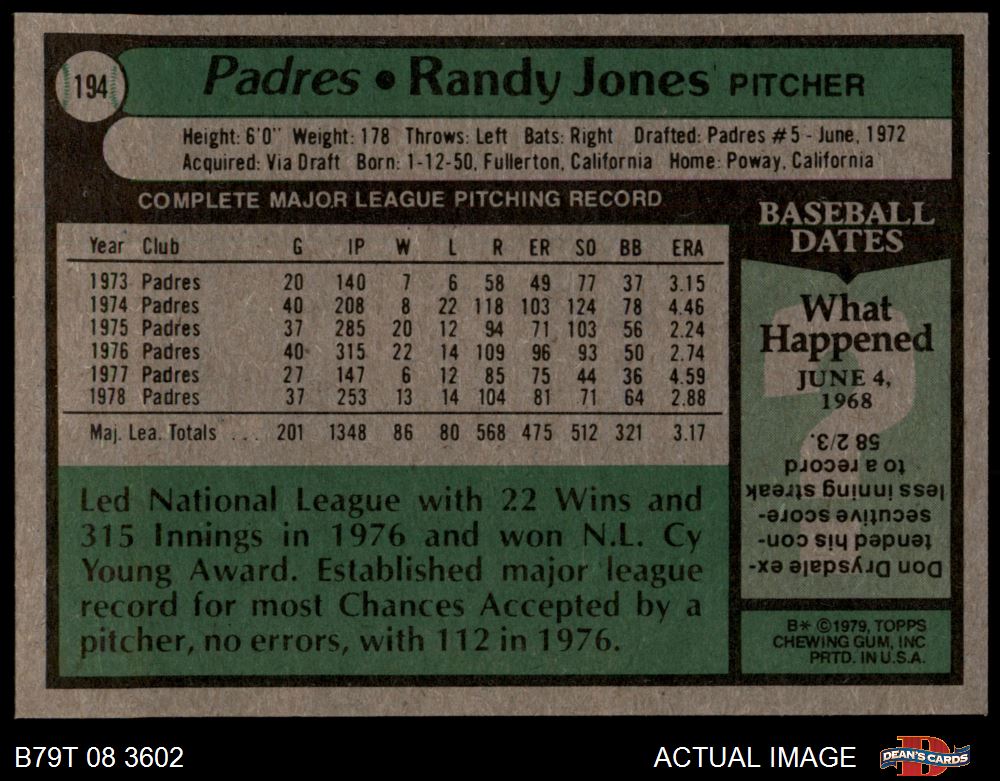 194
Padres • Randy Jones PITCHER
Height: 6'0" Weight: 178 Throws: Left Bats: Right Drafted: Padres #5 - June, 1972
Acquired: Via Draft Born: 1-12-50, Fullerton, California Home: Poway, California
COMPLETE MAJOR LEAGUE PITCHING RECORD
Year Club G IP W L R ER SO BB ERA
1973 Padres 20 140 7 6 58 49 77 37 3.15
1974 Padres 40 208 8 22 118 103 124 78 4.46
1975 Padres 37 285 20 12 94 71 103 56 2.24
1976 Padres 40 315 22 14 109 96 93 50 2.74
1977 Padres 27 147 6 12 85 75 44 36 4.59
1978 Padres 37 253 13 14 104 81 71 64 2.88
Maj. Lea. Totals ... 201 1348 86 80 568 475 512 321 3.17
Led National League with 22 Wins and
315 Innings in 1976 and won N.L. Cy
Young Award. Established major league
record for most Chances Accepted by a
pitcher, no errors, with 112 in 1976.
BASEBALL
DATES
What
Happened
JUNE 4,
1968
?
Don Drysdale ex-
tended his con-
secutive score-
less inning streak
to a record
58 2/3.
B* ©1979, TOPPS
CHEWING GUM, INC
PRTD. IN U.S.A.
B79T 08 3602
ACTUAL IMAGE
D
DEAN'S CARDS